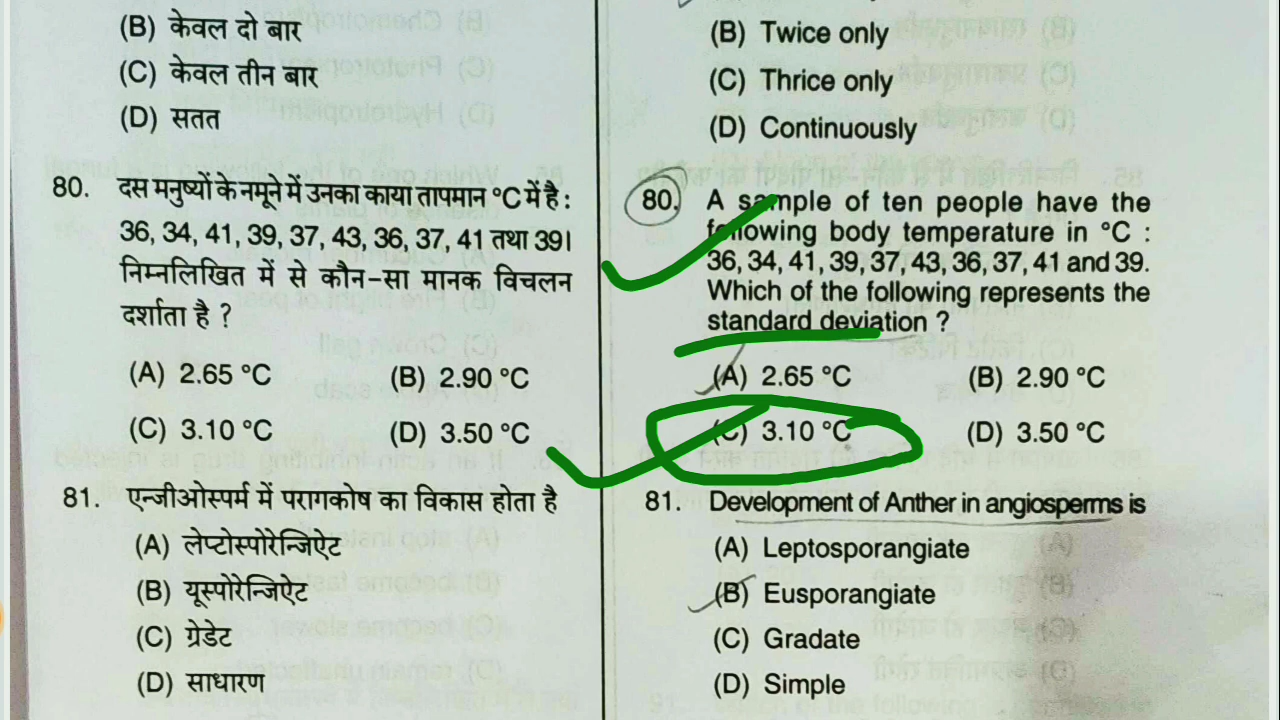 (B) केवल दो बार
(C) केवल तीन बार
(D) सतत
80. दस मनुष्यों के नमूने में उनका काया तापमान °C में है :
36, 34, 41, 39, 37, 43, 36, 37, 41 तथा 39।
निम्नलिखित में से कौन-सा मानक विचलन
दर्शाता है ?
(A) 2.65 °C (B) 2.90 °C
(C) 3.10 °C (D) 3.50 °C
81. एन्जीओस्पर्म में परागकोष का विकास होता है
(A) लेप्टोस्पोरेन्जिऐट
(B) यूस्पोरेन्जिऐट
(C) ग्रेडेट
(D) साधारण
(B) Twice only
(C) Thrice only
(D) Continuously
80. A sample of ten people have the
following body temperature in °C :
36, 34, 41, 39, 37, 43, 36, 37, 41 and 39.
Which of the following represents the
standard deviation ?
(A) 2.65 °C (B) 2.90 °C
(C) 3.10 °C (D) 3.50 °C
81. Development of Anther in angiosperms is
(A) Leptosporangiate
(B) Eusporangiate
(C) Gradate
(D) Simple